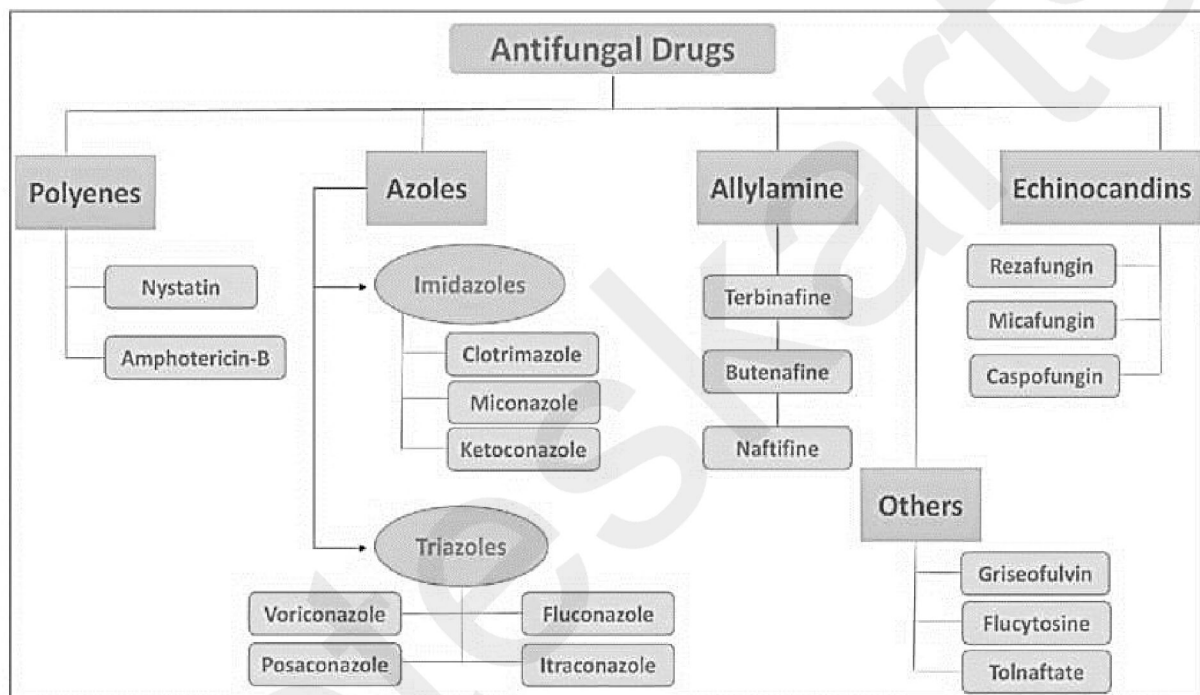 Antifungal Drugs
Polyenes
Nystatin
Amphotericin-B
Azoles
Imidazoles
Clotrimazole
Miconazole
Ketoconazole
Triazoles
Voriconazole
Fluconazole
Posaconazole
Itraconazole
Allylamine
Terbinafine
Butenafine
Naftifine
Echinocandins
Rezafungin
Micafungin
Caspofungin
Others
Griseofulvin
Flucytosine
Tolnaftate
teskarts